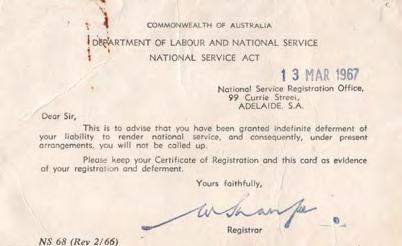 COMMONWEALTH OF AUSTRALIA
DEPARTMENT OF LABOUR AND NATIONAL SERVICE
NATIONAL SERVICE ACT
13 MAR 1967
National Service Registration Office,
99 Currie Street,
ADELAIDE, S.A.
Dear Sir,
This is to advise that you have been granted indefinite deferment of
your liability to render national service, and consequently, under present
arrangements, you will not be called up.
Please keep your Certificate of Registration and this card as evidence
of your registration and deferment.
Yours faithfully,
Registrar
NS 68 (Rev 2/66)